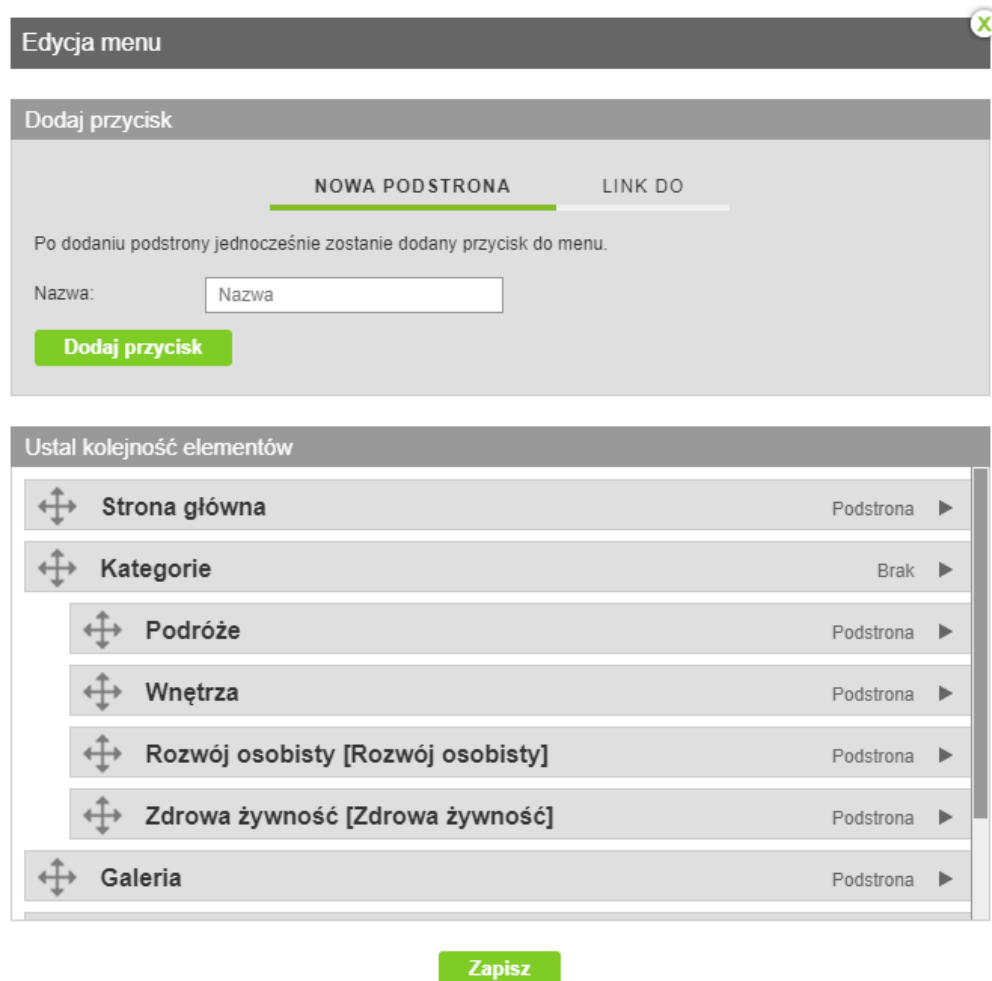 X
Edycja menu
Dodaj przycisk
NOWA PODSTRONA LINK DO
Po dodaniu podstrony jednocześnie zostanie dodany przycisk do menu.
Nazwa: Nazwa
Dodaj przycisk
Ustal kolejność elementów
Strona główna Podstrona
Kategorie Brak
Podróże Podstrona
Wnętrza Podstrona
Rozwój osobisty [Rozwój osobisty] Podstrona
Zdrowa żywność [Zdrowa żywność] Podstrona
Galeria Podstrona
Zapisz